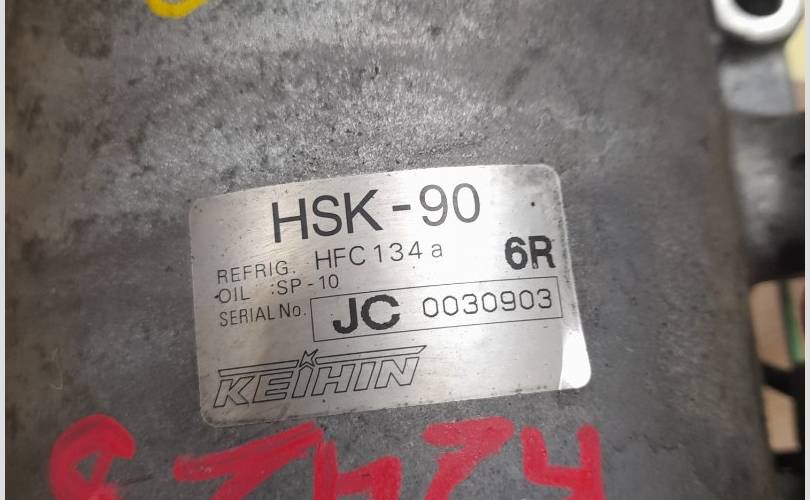 HSK-90
REFRIG. HFC134a 6R
OIL :SP-10
SERIAL No. JC 0030903
KEIHIN